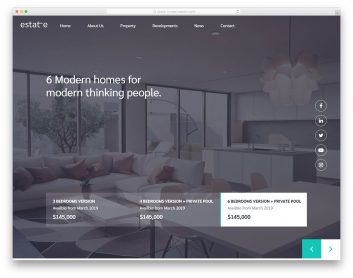 estate
Home About Us Property Developments News Contact
6 Modern homes for
modern thinking people.
3 BEDROOMS VERSION
Availble from March 2019
$145,000
4 BEDROOMS VERSION + PRIVATE POOL
Availble from March 2019
$145,000
6 BEDROOMS VERSION + PRIVATE POOL
Availble from March 2019
$145,000